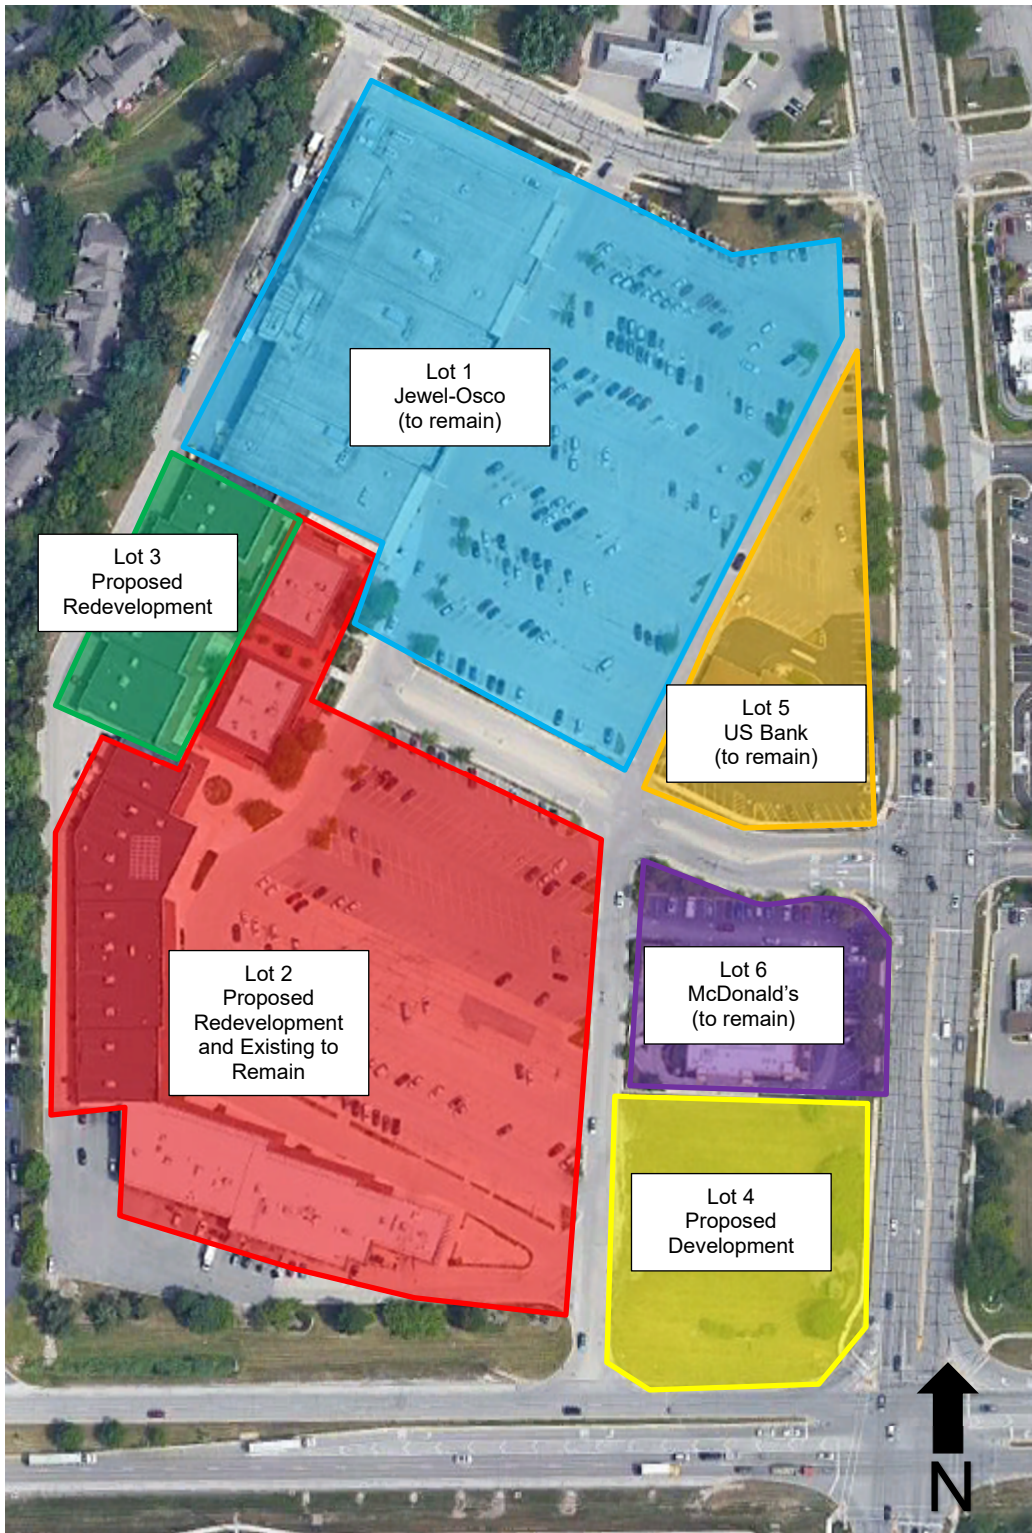 Lot 1
Jewel-Osco
(to remain)
Lot 3
Proposed
Redevelopment
Lot 5
US Bank
(to remain)
Lot 2
Proposed
Redevelopment
and Existing to
Remain
Lot 6
McDonald’s
(to remain)
Lot 4
Proposed
Development
N